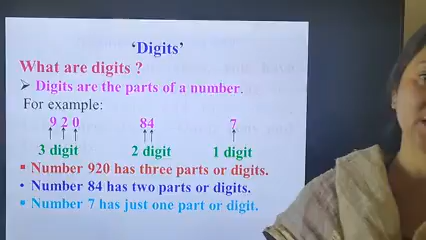 ‘Digits’
What are digits ?
➢ Digits are the parts of a number.
For example:
9 2 0 84 7
↑ ↑ ↑ ↑↑ ↑
3 digit 2 digit 1 digit
▪ Number 920 has three parts or digits.
• Number 84 has two parts or digits.
▪ Number 7 has just one part or digit.